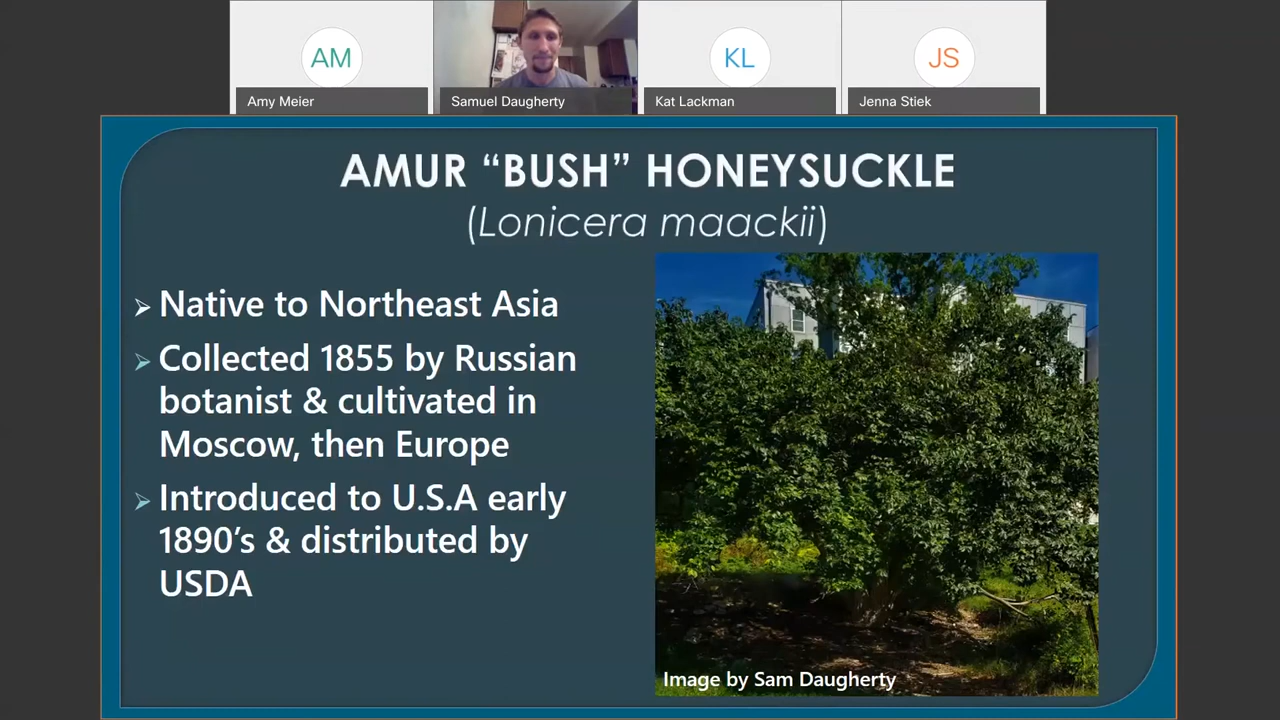 AM
KL
JS
Amy Meier
Samuel Daugherty
Kat Lackman
Jenna Stiek
AMUR “BUSH” HONEYSUCKLE
(Lonicera maackii)
Native to Northeast Asia
Collected 1855 by Russian
botanist & cultivated in
Moscow, then Europe
Introduced to U.S.A early
1890’s & distributed by
USDA
Image by Sam Daugherty